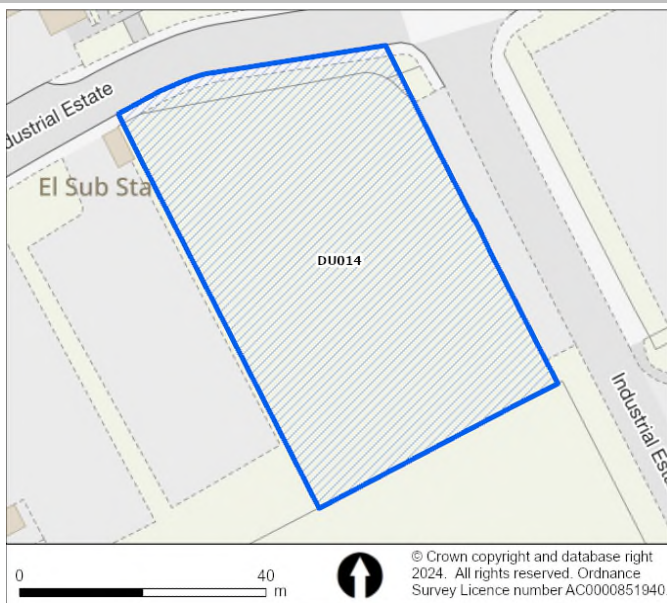 dustrial Estate
El Sub Sta
DU014
Industrial Esta
0 40
m
© Crown copyright and database right
2024. All rights reserved. Ordnance
Survey Licence number AC0000851940